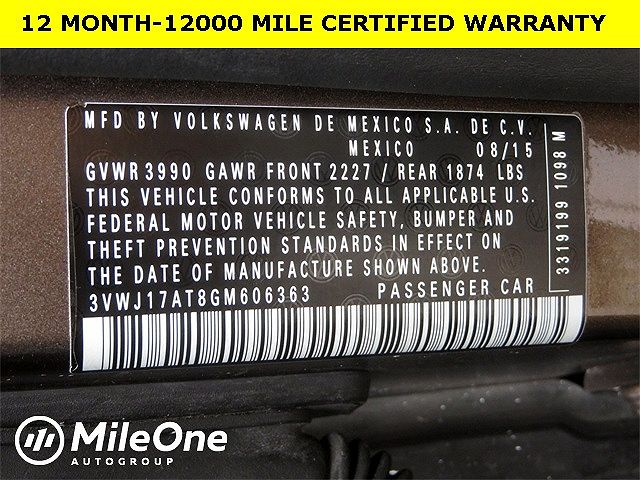 12 MONTH-12000 MILE CERTIFIED WARRANTY
MFD BY VOLKSWAGEN DE MEXICO S.A. DE C.V.
MEXICO 08/15
GVWR 3990 GAWR FRONT 2227 / REAR 1874 LBS
THIS VEHICLE CONFORMS TO ALL APPLICABLE U.S.
FEDERAL MOTOR VEHICLE SAFETY, BUMPER AND
THEFT PREVENTION STANDARDS IN EFFECT ON
THE DATE OF MANUFACTURE SHOWN ABOVE.
3VWJ17AT8GM606363 PASSENGER CAR
3319199 1098 M
MileOne
AUTOGROUP